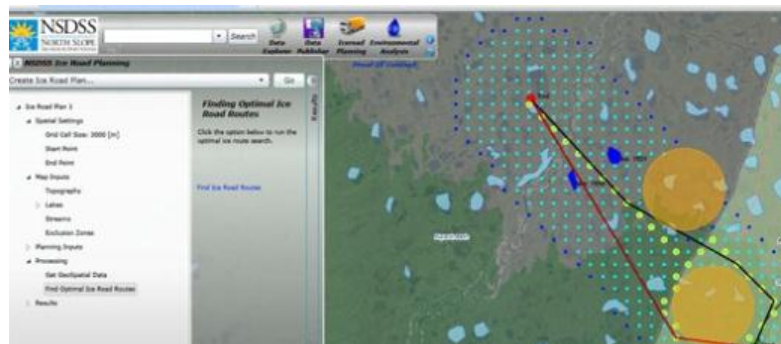 NSDSS
NORTH SLOPE
Search
Data Explorer
Data Publisher
Iceroad Planning
Environmental Analysis
NSDSS Ice Road Planning
Create Ice Road Plan...
Go
Results
Ice Road Plan 3
Spatial Settings
Grid Cell Size: 3000 [m]
Start Point
End Point
Map Inputs
Topography
Lakes
Streams
Exclusion Zones
Planning Inputs
Processing
Get GeoSpatial Data
Find Optimal Ice Road Routes
Results
Finding Optimal Ice
Road Routes
Click the option below to run the
optimal ice route search.
Find Ice Road Routes
End